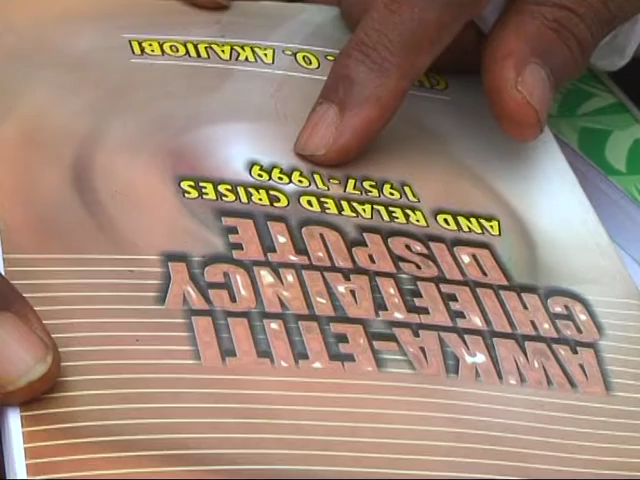 AWKA-ETITI
CHIEFTAINCY
DISPUTE
AND RELATED CRISES
1957-1999
O. AKAJIOBI